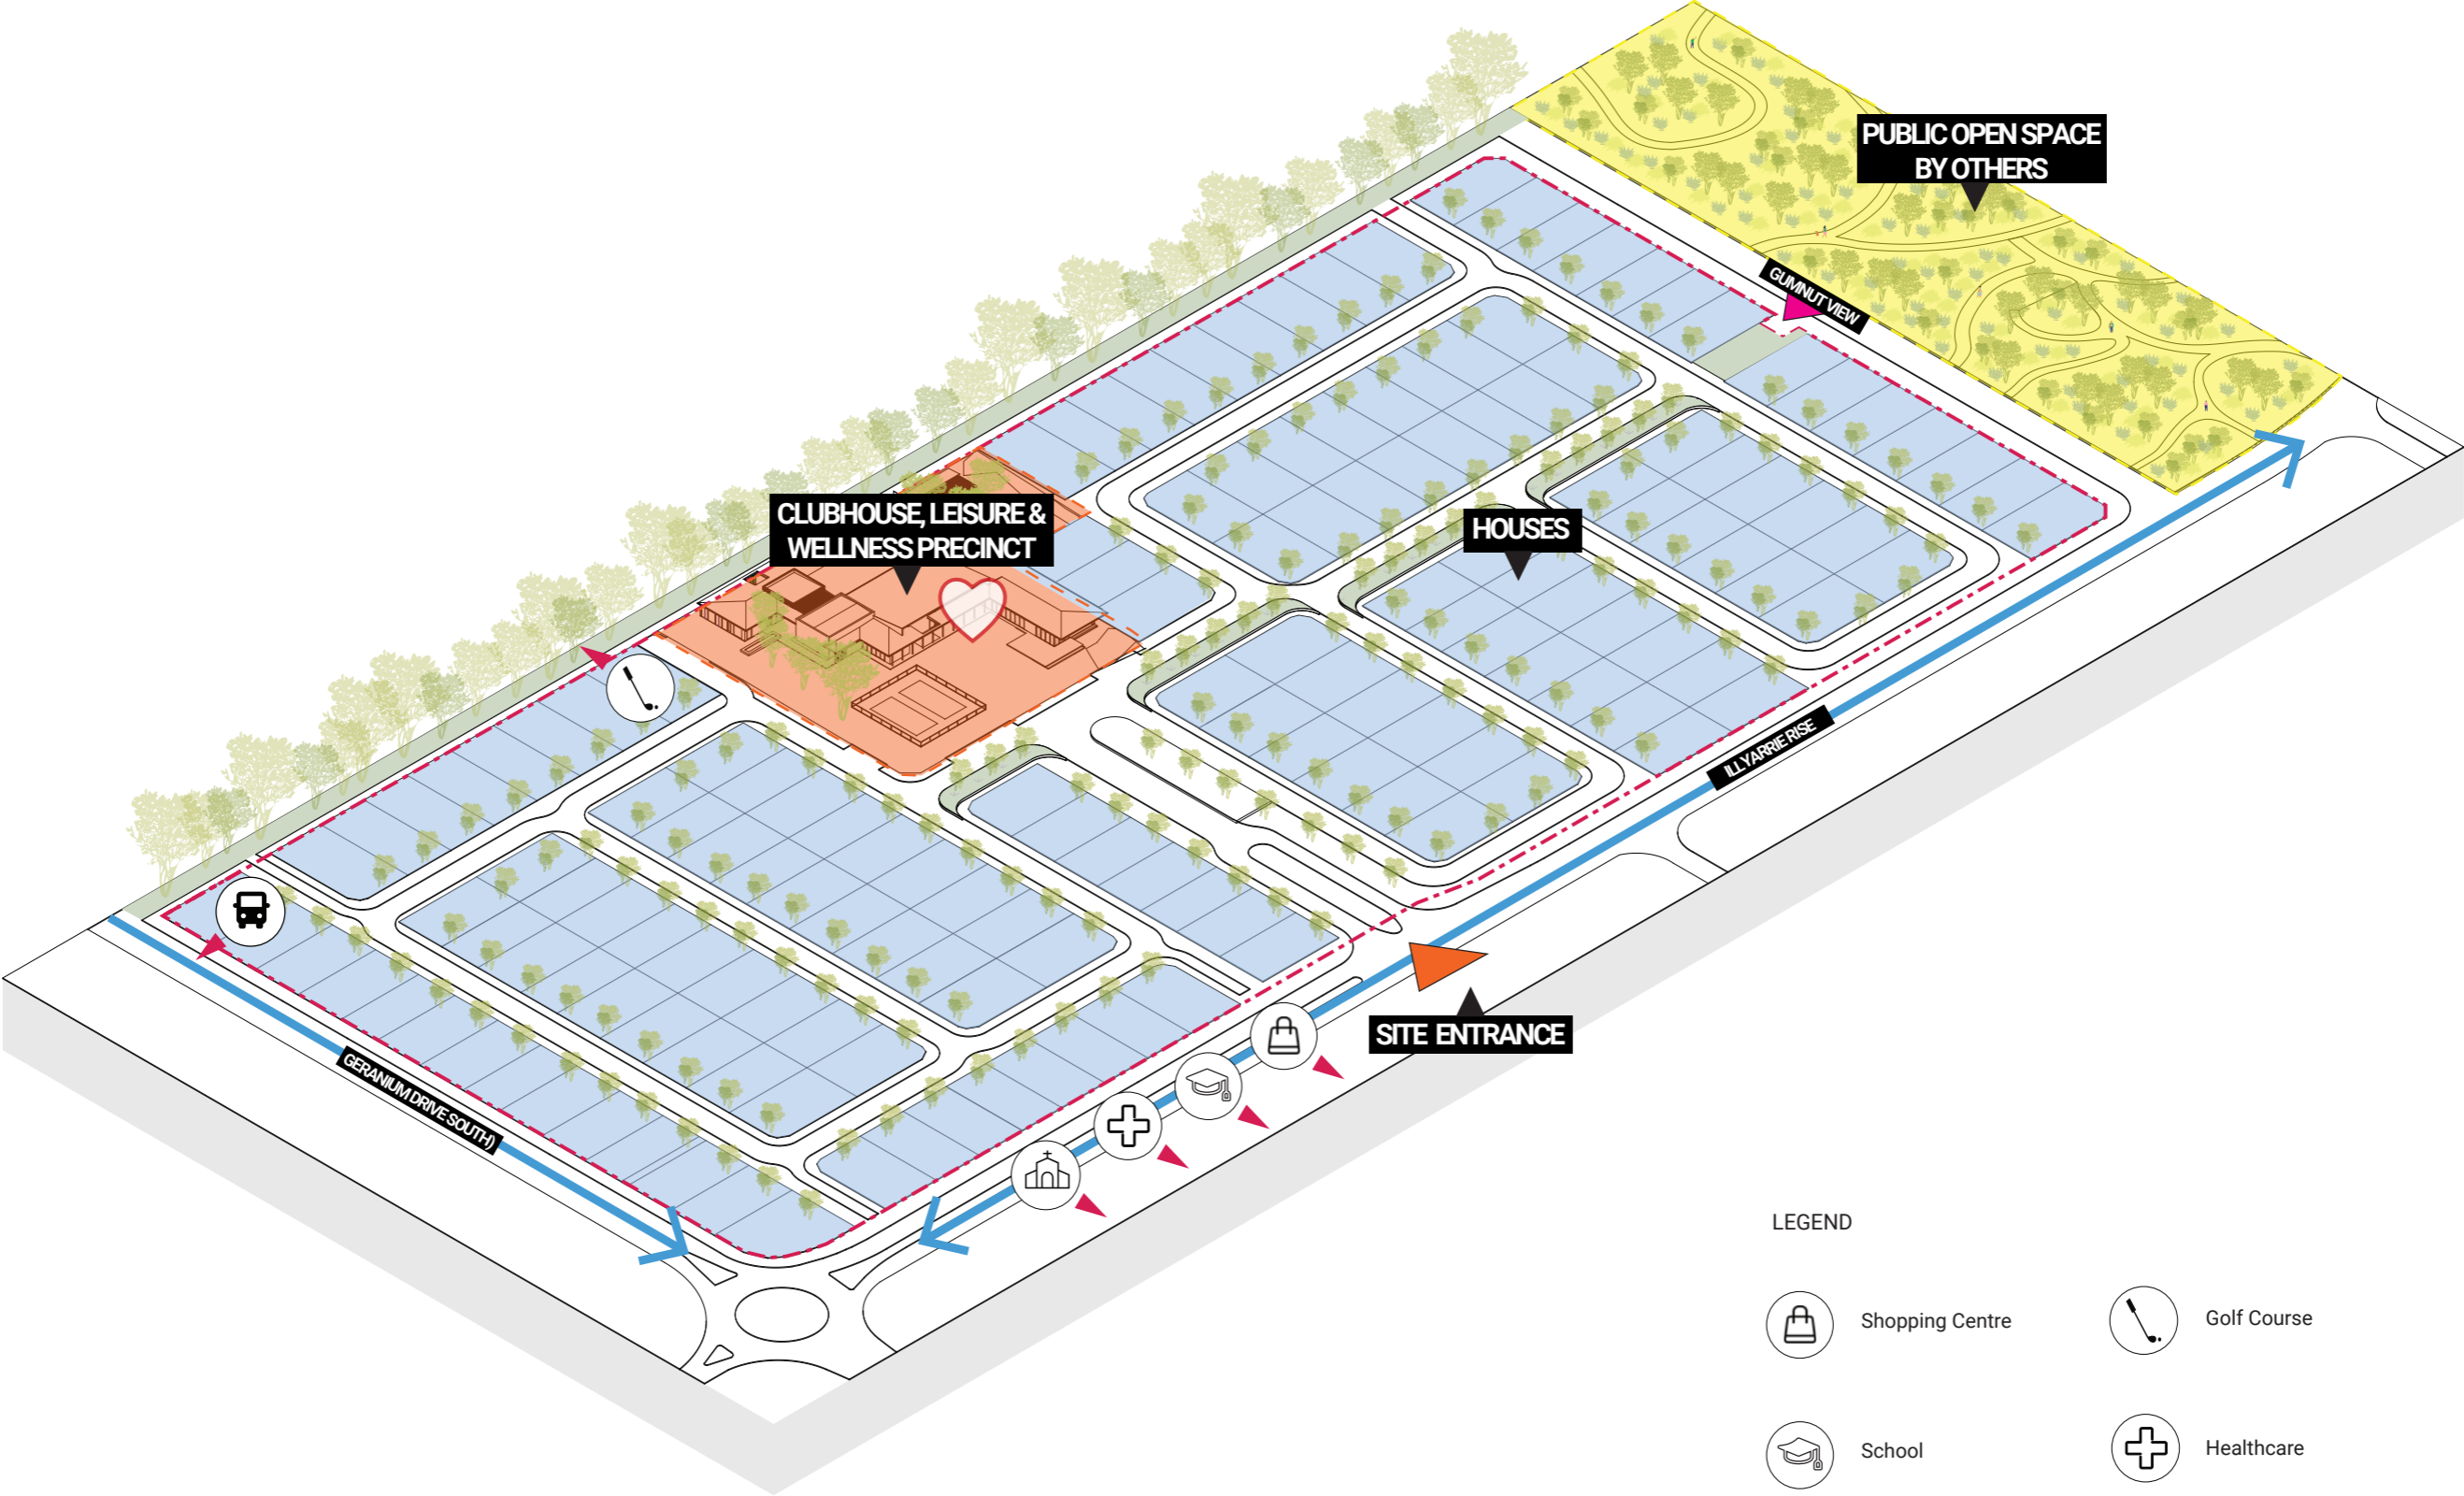 PUBLIC OPEN SPACE
BY OTHERS
GUMNUT VIEW
CLUBHOUSE, LEISURE &
WELLNESS PRECINCT
HOUSES
ILLYARRIE RISE
SITE ENTRANCE
GERANIUM DRIVE SOUTH)
LEGEND
Shopping Centre
Golf Course
School
Healthcare